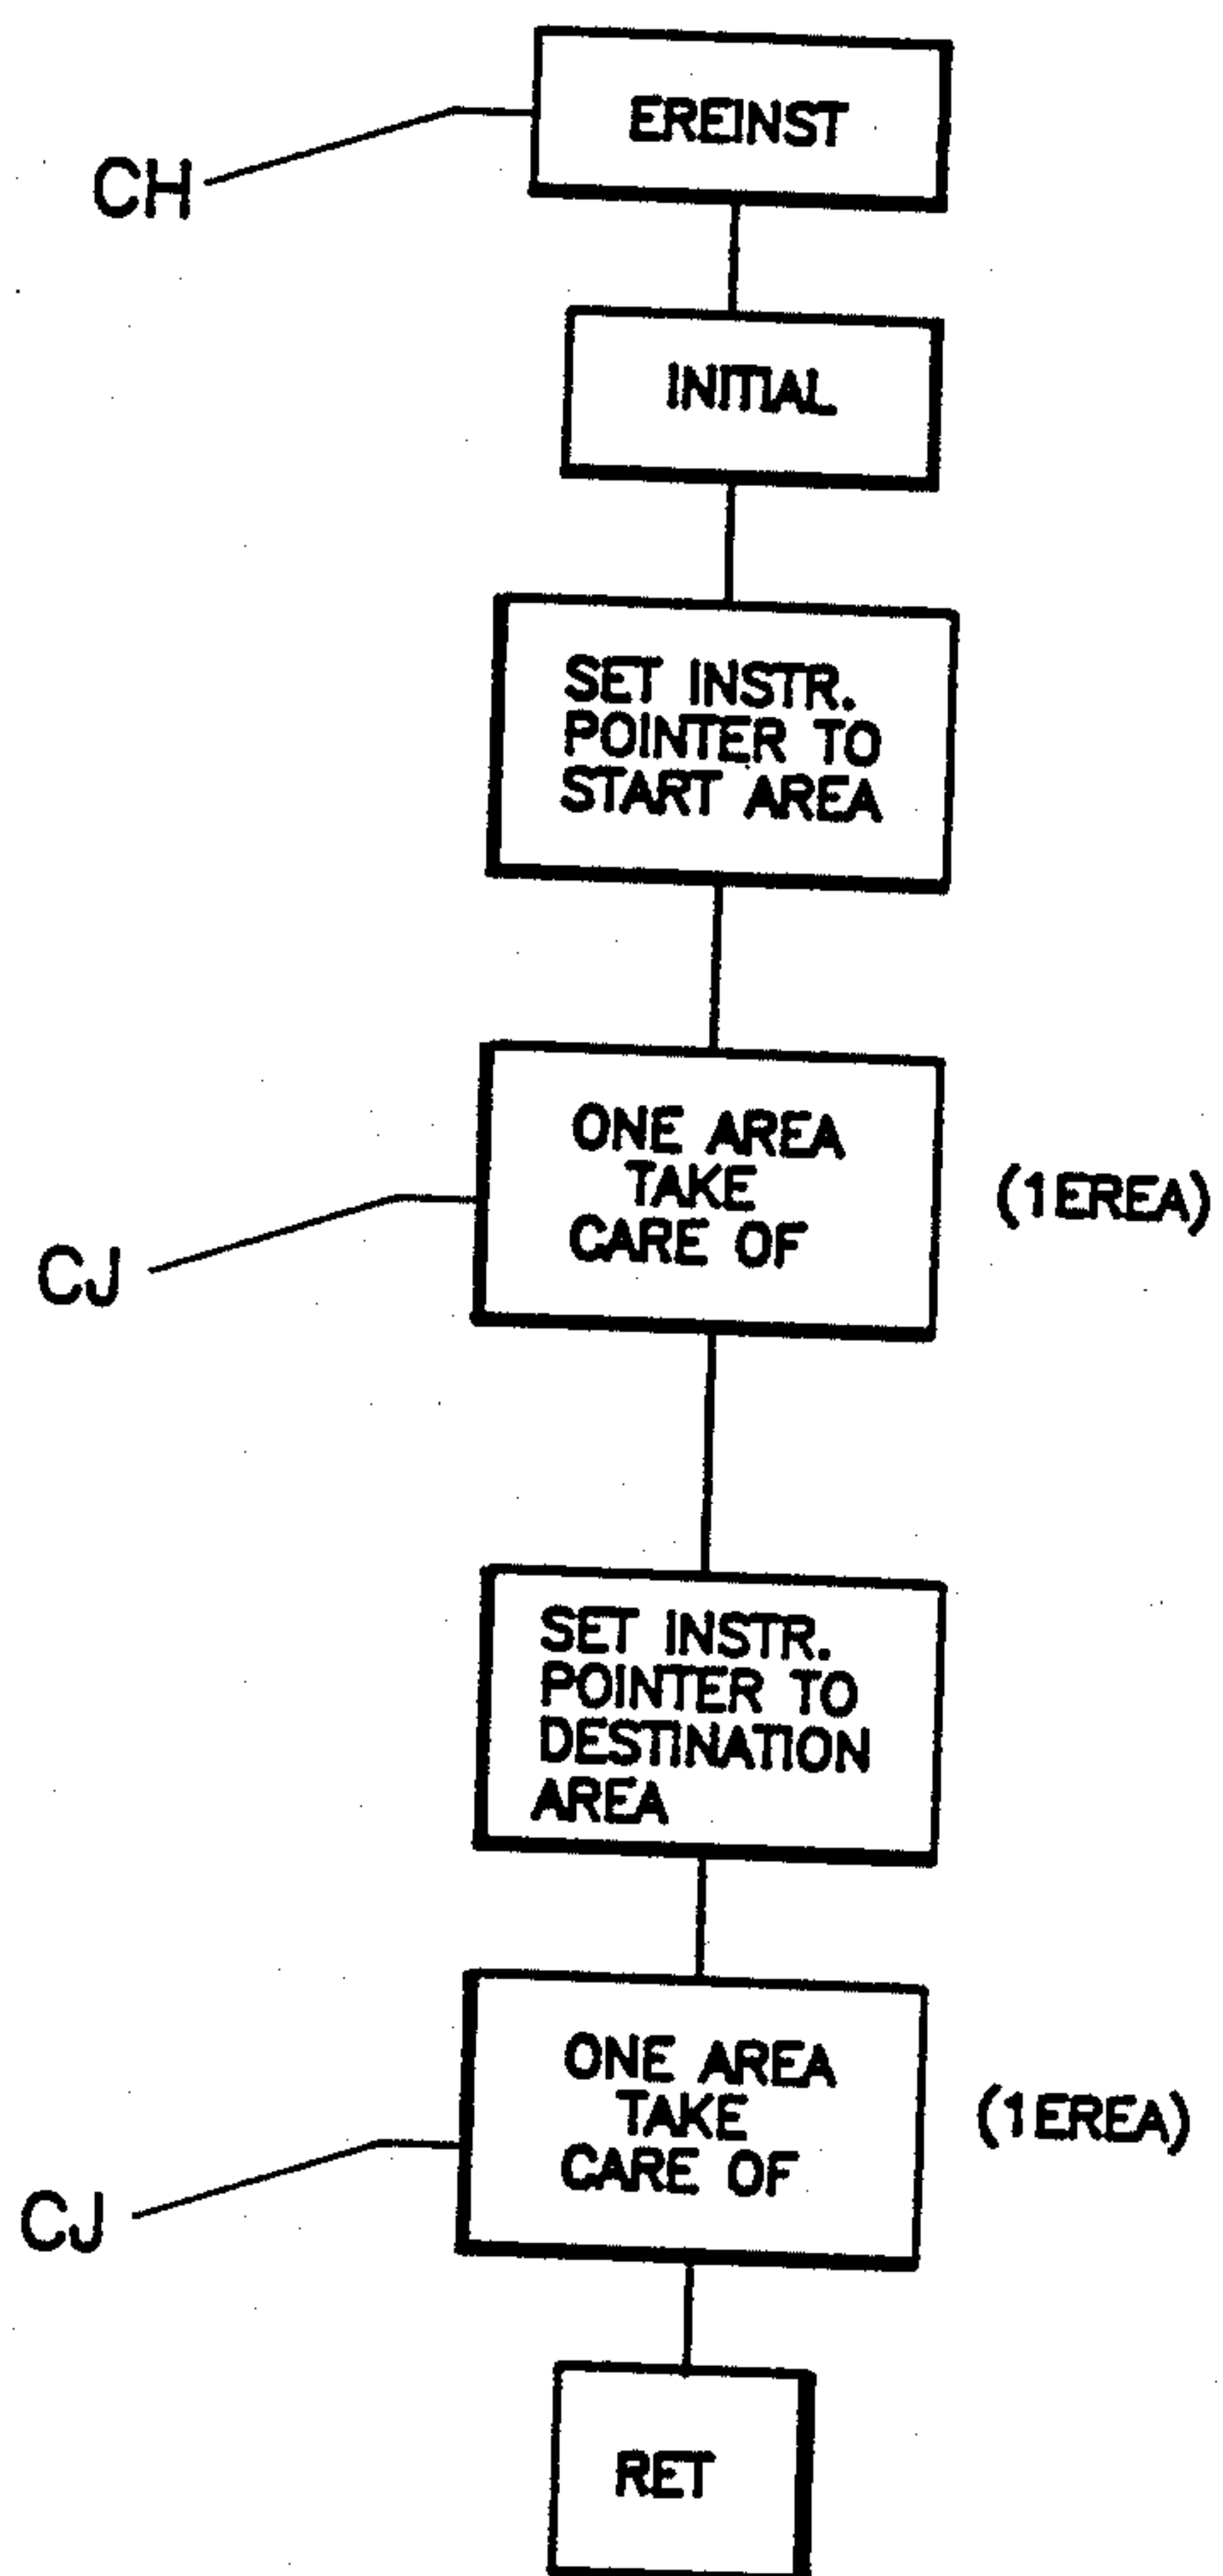 EREINST
CH
INITIAL
SET INSTR.
POINTER TO
START AREA
ONE AREA
TAKE
CARE OF
(1EREA)
CJ
SET INSTR.
POINTER TO
DESTINATION
AREA
ONE AREA
TAKE
CARE OF
(1EREA)
CJ
RET